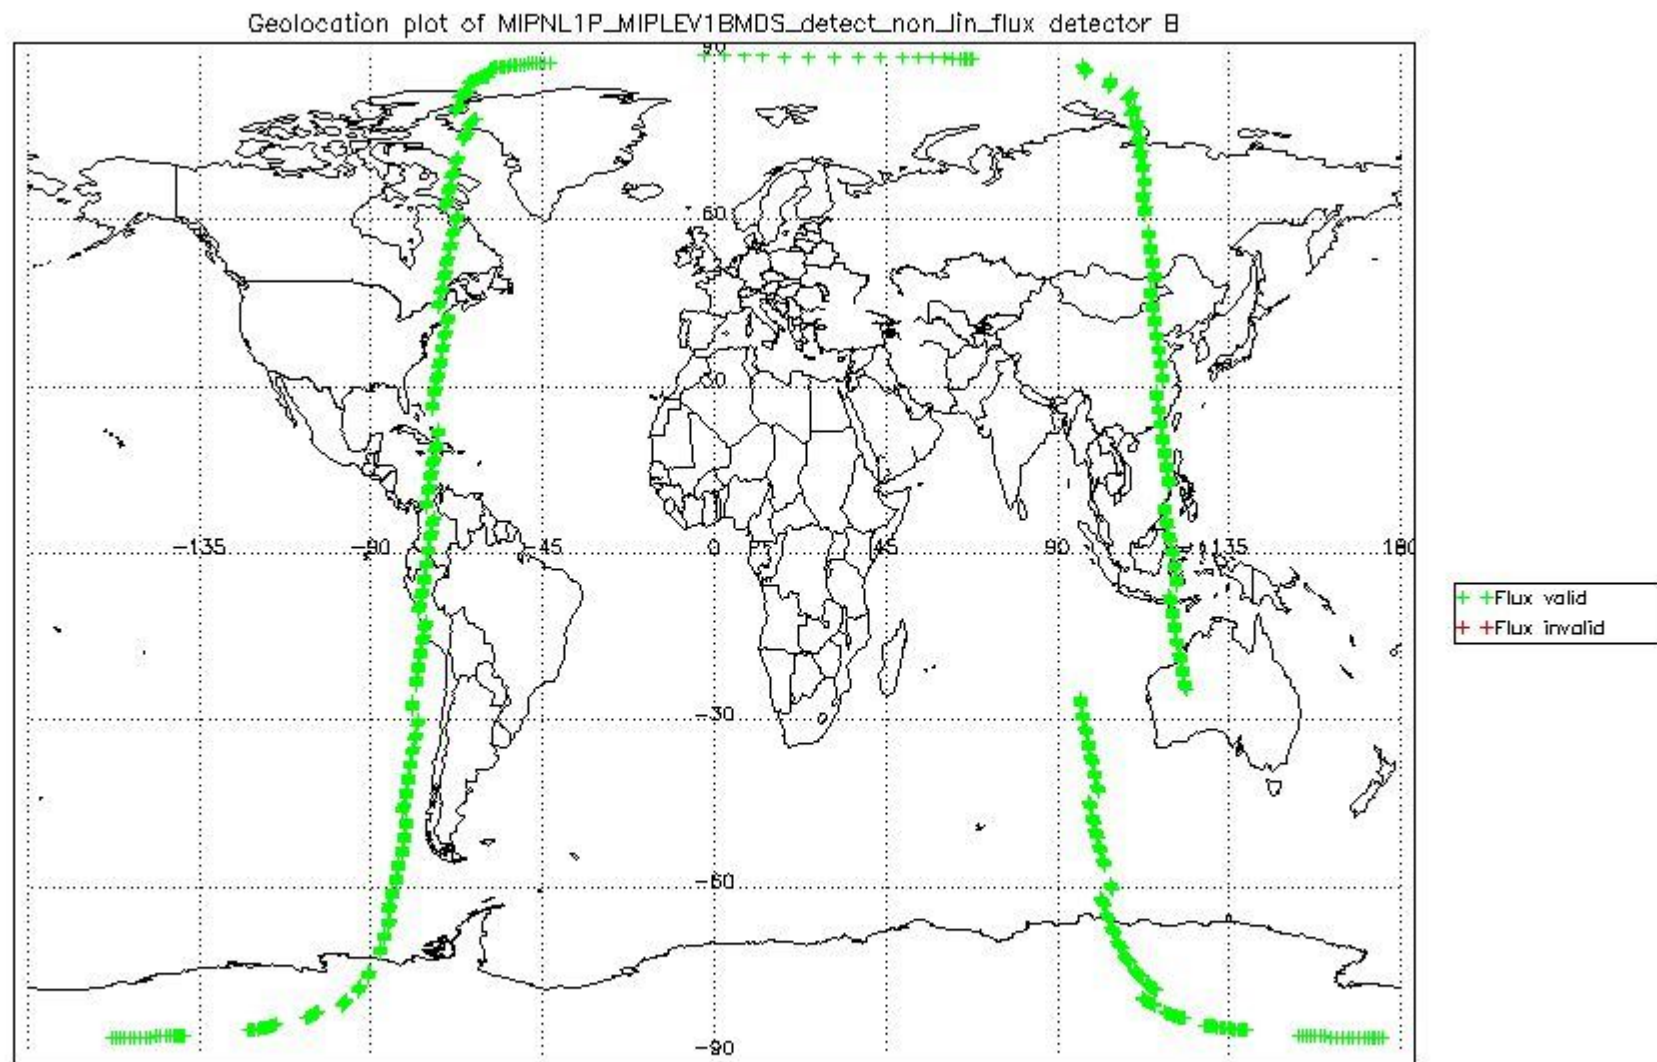 Geolocation plot of MIPNL1P_MIPLEV1BMDS_detect_non_lin_flux detector B
90
60
30
-135 -90 -45 0 45 90 135 180
-30
-60
-90
Flux valid
Flux invalid